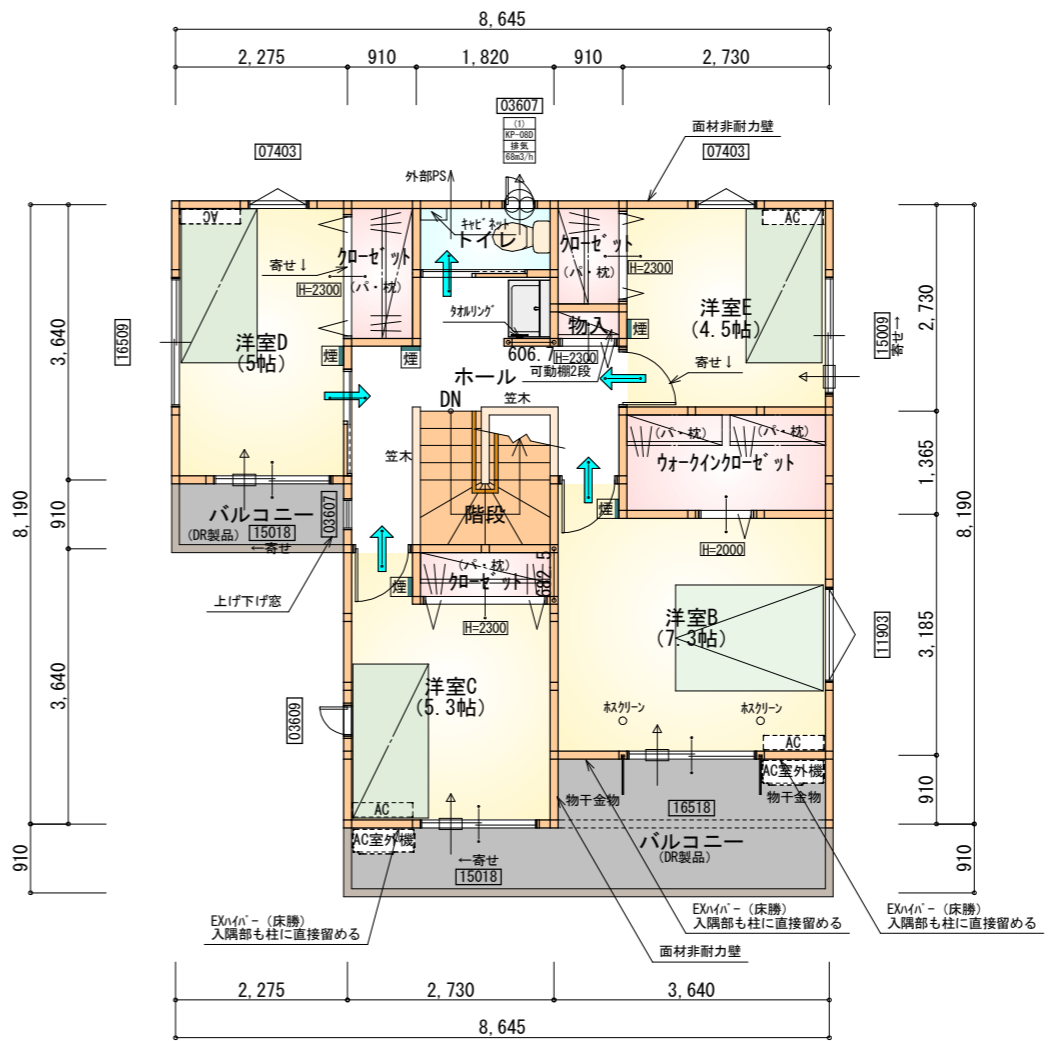 8,645
2,275
910
1,820
910
2,730
03607
(1)
KP-08D
排気
68m3/h
面材非耐力壁
07403
07403
外部PS
AC
キャビネット
トイレ
AC
クローゼット
(パ・枕)
クローゼット
(パ・枕)
寄せ↓
H=2300
H=2300
タオルリング
物入
洋室D
(5帖)
洋室E
(4.5帖)
煙
煙
煙
606.7
H=2300
可動棚2段
寄せ↓
ホール
DN
笠木
笠木
16509
15009
寄せ→
3,640
2,730
8,190
910
1,365
8,190
(パ・枕)
(パ・枕)
ウォークインクローゼット
階段
煙
バルコニー
(DR製品)
15018
←寄せ
03607
H=2000
上げ下げ窓
煙
(パ・枕)
クローゼット
682.5
H=2300
洋室B
(7.3帖)
11903
3,185
3,640
洋室C
(5.3帖)
03609
ホスクリーン
ホスクリーン
AC
AC
AC室外機
AC室外機
物干金物
物干金物
16518
910
バルコニー
(DR製品)
←寄せ
15018
910
910
EXハイバー (床勝)
入隅部も柱に直接留める
EXハイバー (床勝)
入隅部も柱に直接留める
EXハイバー (床勝)
入隅部も柱に直接留める
面材非耐力壁
2,275
2,730
3,640
8,645